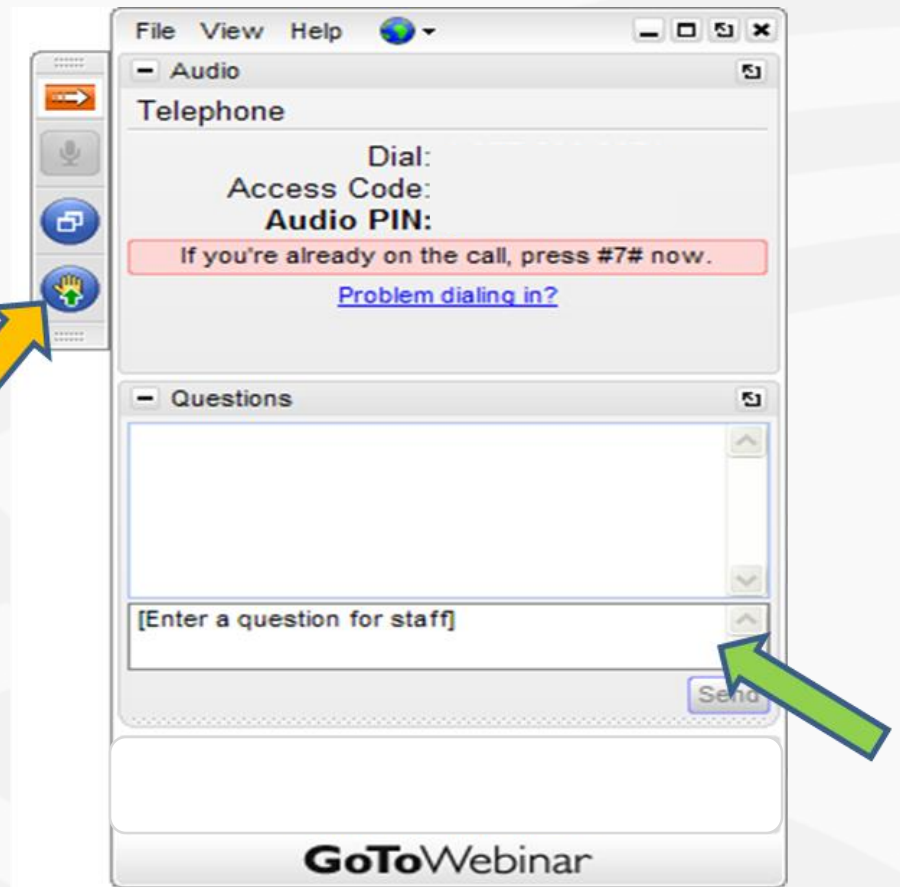 File View Help
Audio
Telephone
Dial:
Access Code:
Audio PIN:
If you're already on the call, press #7# now.
Problem dialing in?
Questions
[Enter a question for staff]
Send
GoToWebinar